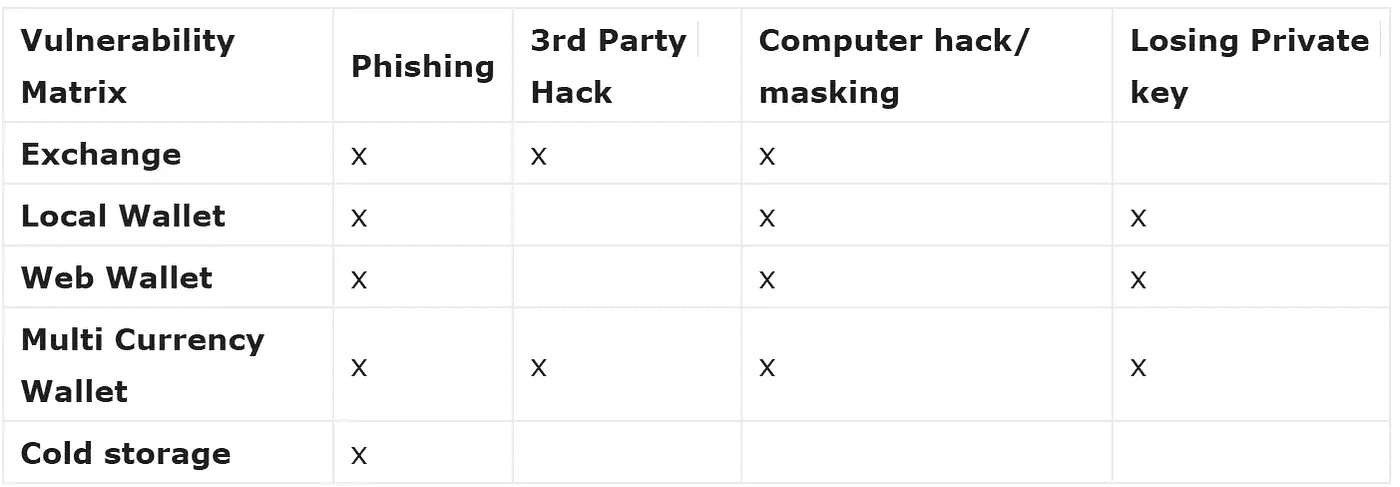 Vulnerability Matrix Phishing 3rd Party Hack Computer hack/ masking Losing Private key
Exchange x x x
Local Wallet x x x
Web Wallet x x x
Multi Currency Wallet x x x x
Cold storage x